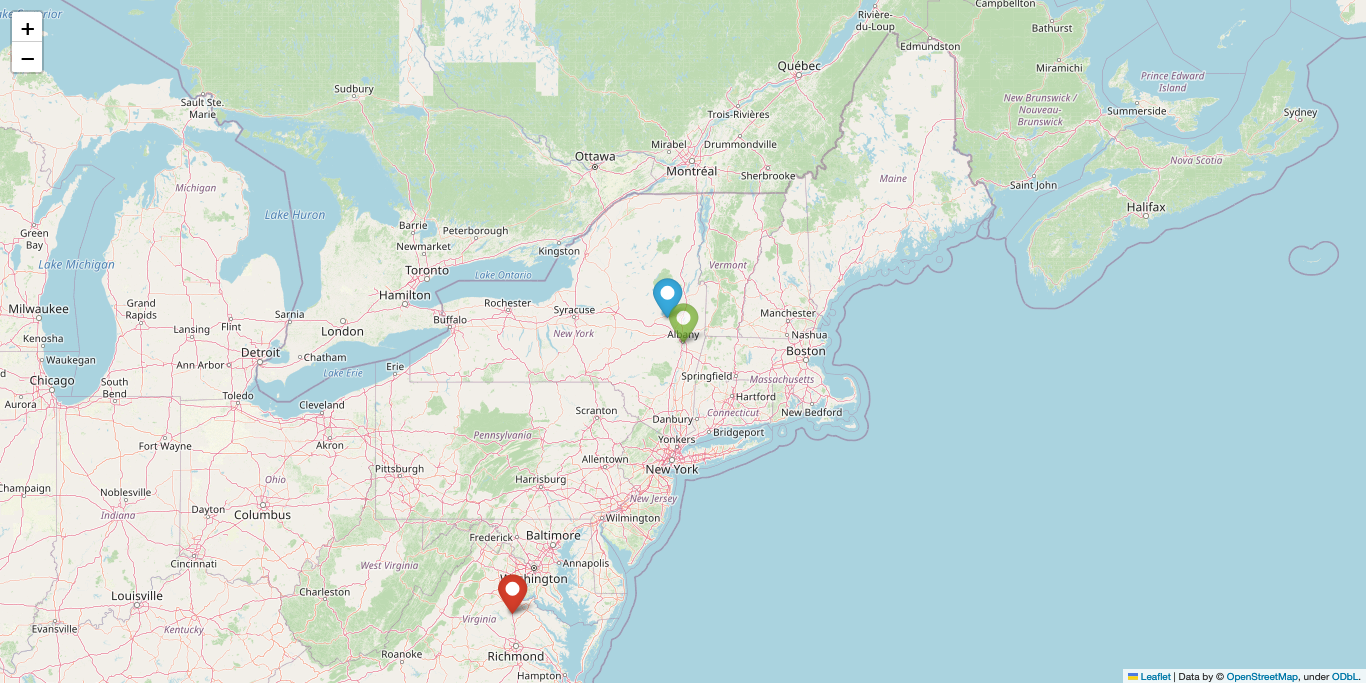 Lake Superior
Rivière-
du-Loup
Campbellton
Bathurst
Edmundston
+
−
Québec
Miramichi
Prince Edward
Island
Sudbury
Sault Ste.
Marie
Trois-Rivières
New Brunswick /
Nouveau-
Brunswick
Summerside
Sydney
Mirabel
Drummondville
Ottawa
Montréal
Sherbrooke
Nova Scotia
Michigan
Maine
Saint John
Lake Huron
Halifax
Barrie
Peterborough
Green
Bay
Newmarket
Kingston
Lake Michigan
Toronto
Lake Ontario
Vermont
Hamilton
Milwaukee
Grand
Rapids
Rochester
Syracuse
Sarnia
Manchester
Buffalo
Lansing
Flint
London
New York
Albany
Nashua
Kenosha
Detroit
Chatham
Boston
Waukegan
Ann Arbor
Erie
Lake Erie
Chicago
South
Bend
Springfield
Massachusetts
Toledo
Hartford
Aurora
Cleveland
Scranton
Danbury
Connecticut
New Bedford
Fort Wayne
Akron
Pennsylvania
Yonkers
Bridgeport
Pittsburgh
Allentown
New York
Ohio
Harrisburg
Champaign
Noblesville
New Jersey
Indiana
Dayton
Columbus
Wilmington
Frederick
Baltimore
Cincinnati
West Virginia
Annapolis
Washington
Louisville
Charleston
Virginia
Evansville
Kentucky
Roanoke
Richmond
Hampton
Leaflet | Data by © OpenStreetMap, under ODbL.